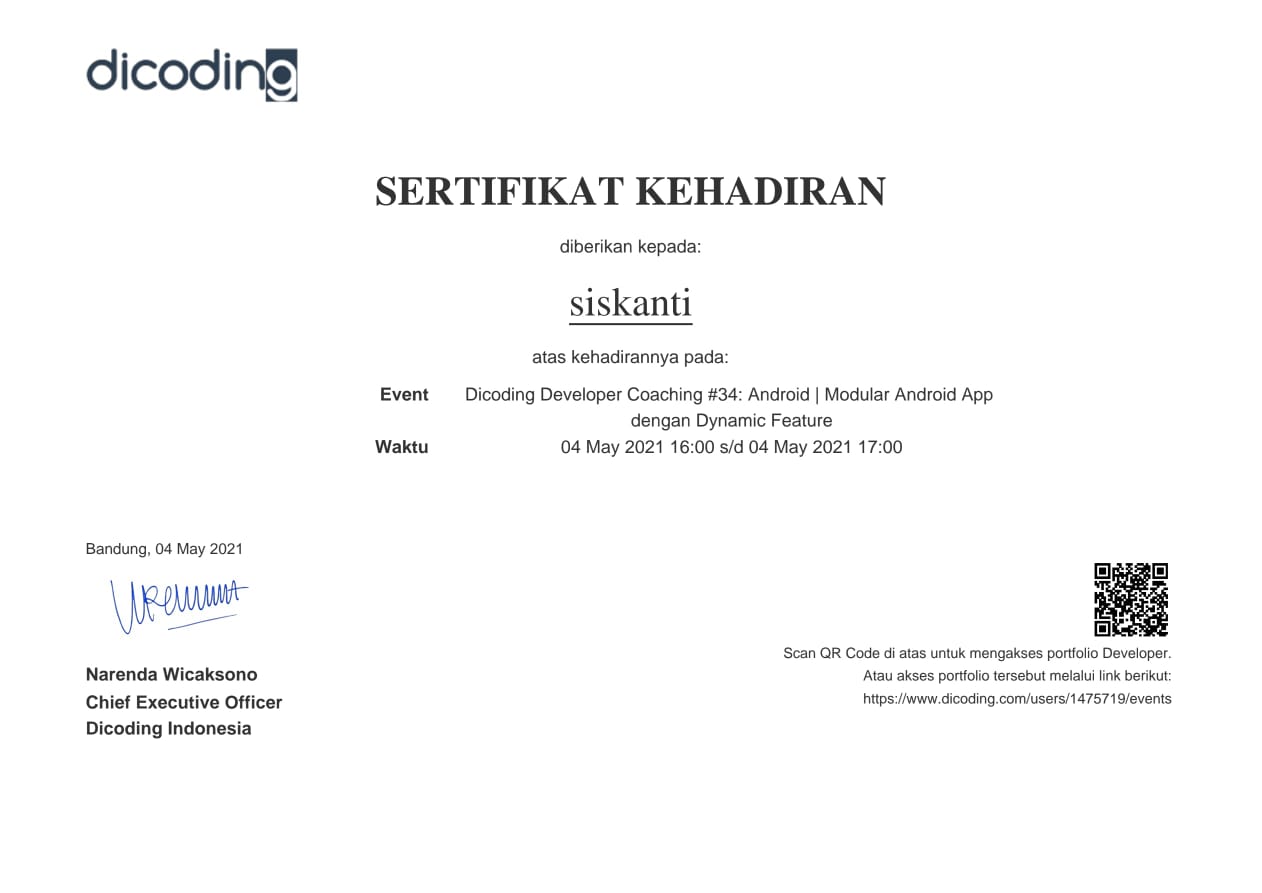 dicoding
SERTIFIKAT KEHADIRAN
diberikan kepada:
siskanti
atas kehadirannya pada:
Event Dicoding Developer Coaching #34: Android | Modular Android App
dengan Dynamic Feature
Waktu 04 May 2021 16:00 s/d 04 May 2021 17:00
Bandung, 04 May 2021
Narenda Wicaksono
Chief Executive Officer
Dicoding Indonesia
Scan QR Code di atas untuk mengakses portfolio Developer.
Atau akses portfolio tersebut melalui link berikut:
https://www.dicoding.com/users/1475719/events